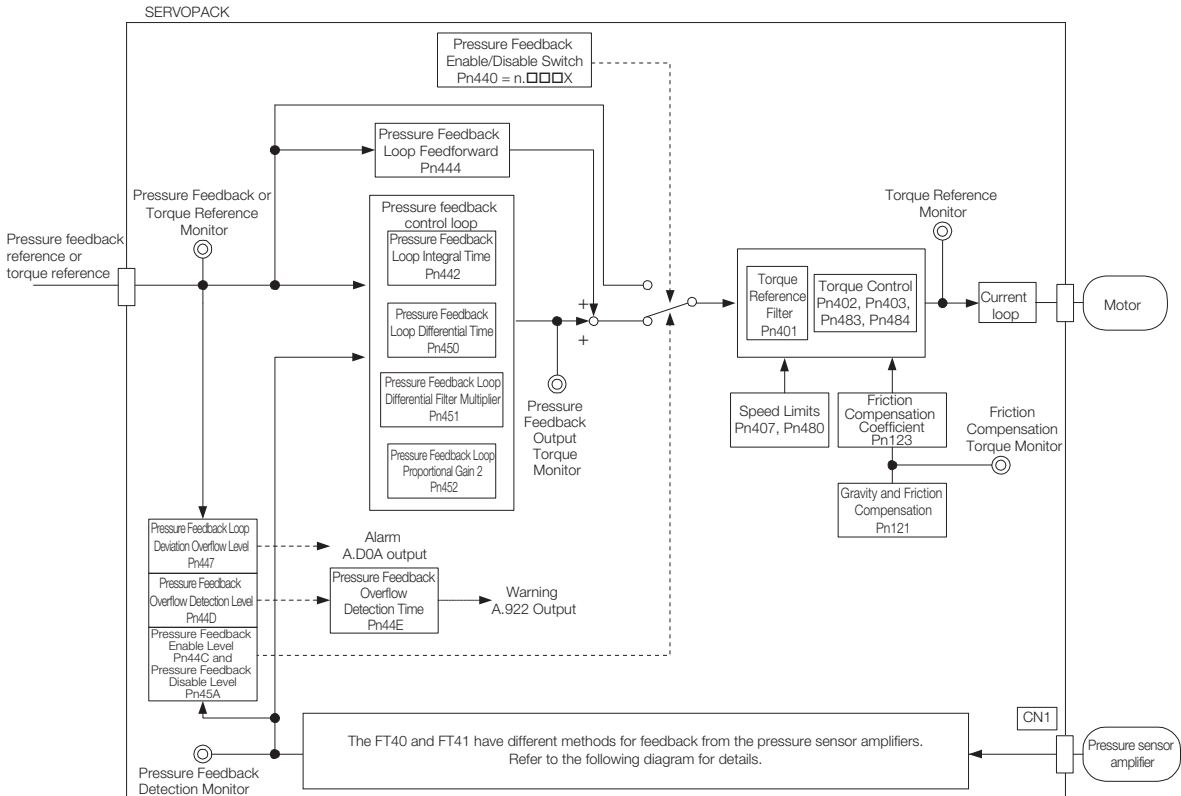 SERVOPACK
Pressure Feedback
Enable/Disable Switch
Pn440 = n.□□□X
Pressure Feedback
Loop Feedforward
Pn444
Pressure Feedback or
Torque Reference
Monitor
Pressure feedback
reference or
torque reference
Pressure feedback
control loop
Pressure Feedback
Loop Integral Time
Pn442
Pressure Feedback
Loop Differential Time
Pn450
Pressure Feedback Loop
Differential Filter Multiplier
Pn451
Pressure Feedback Loop
Proportional Gain 2
Pn452
+
+
Pressure
Feedback
Output
Torque
Monitor
Torque Reference
Monitor
Torque
Reference
Filter
Pn401
Torque Control
Pn402, Pn403,
Pn483, Pn484
Current
loop
Motor
Speed Limits
Pn407, Pn480
Friction
Compensation
Coefficient
Pn123
Friction
Compensation
Torque Monitor
Gravity and Friction
Compensation
Pn121
Pressure Feedback Loop
Deviation Overflow Level
Pn447
Alarm
A.D0A output
Pressure Feedback
Overflow Detection Level
Pn44D
Pressure Feedback
Overflow
Detection Time
Pn44E
Warning
A.922 Output
Pressure Feedback
Enable Level
Pn44C and
Pressure Feedback
Disable Level
Pn45A
CN1
The FT40 and FT41 have different methods for feedback from the pressure sensor amplifiers.
Refer to the following diagram for details.
Pressure sensor
amplifier
Pressure Feedback
Detection Monitor